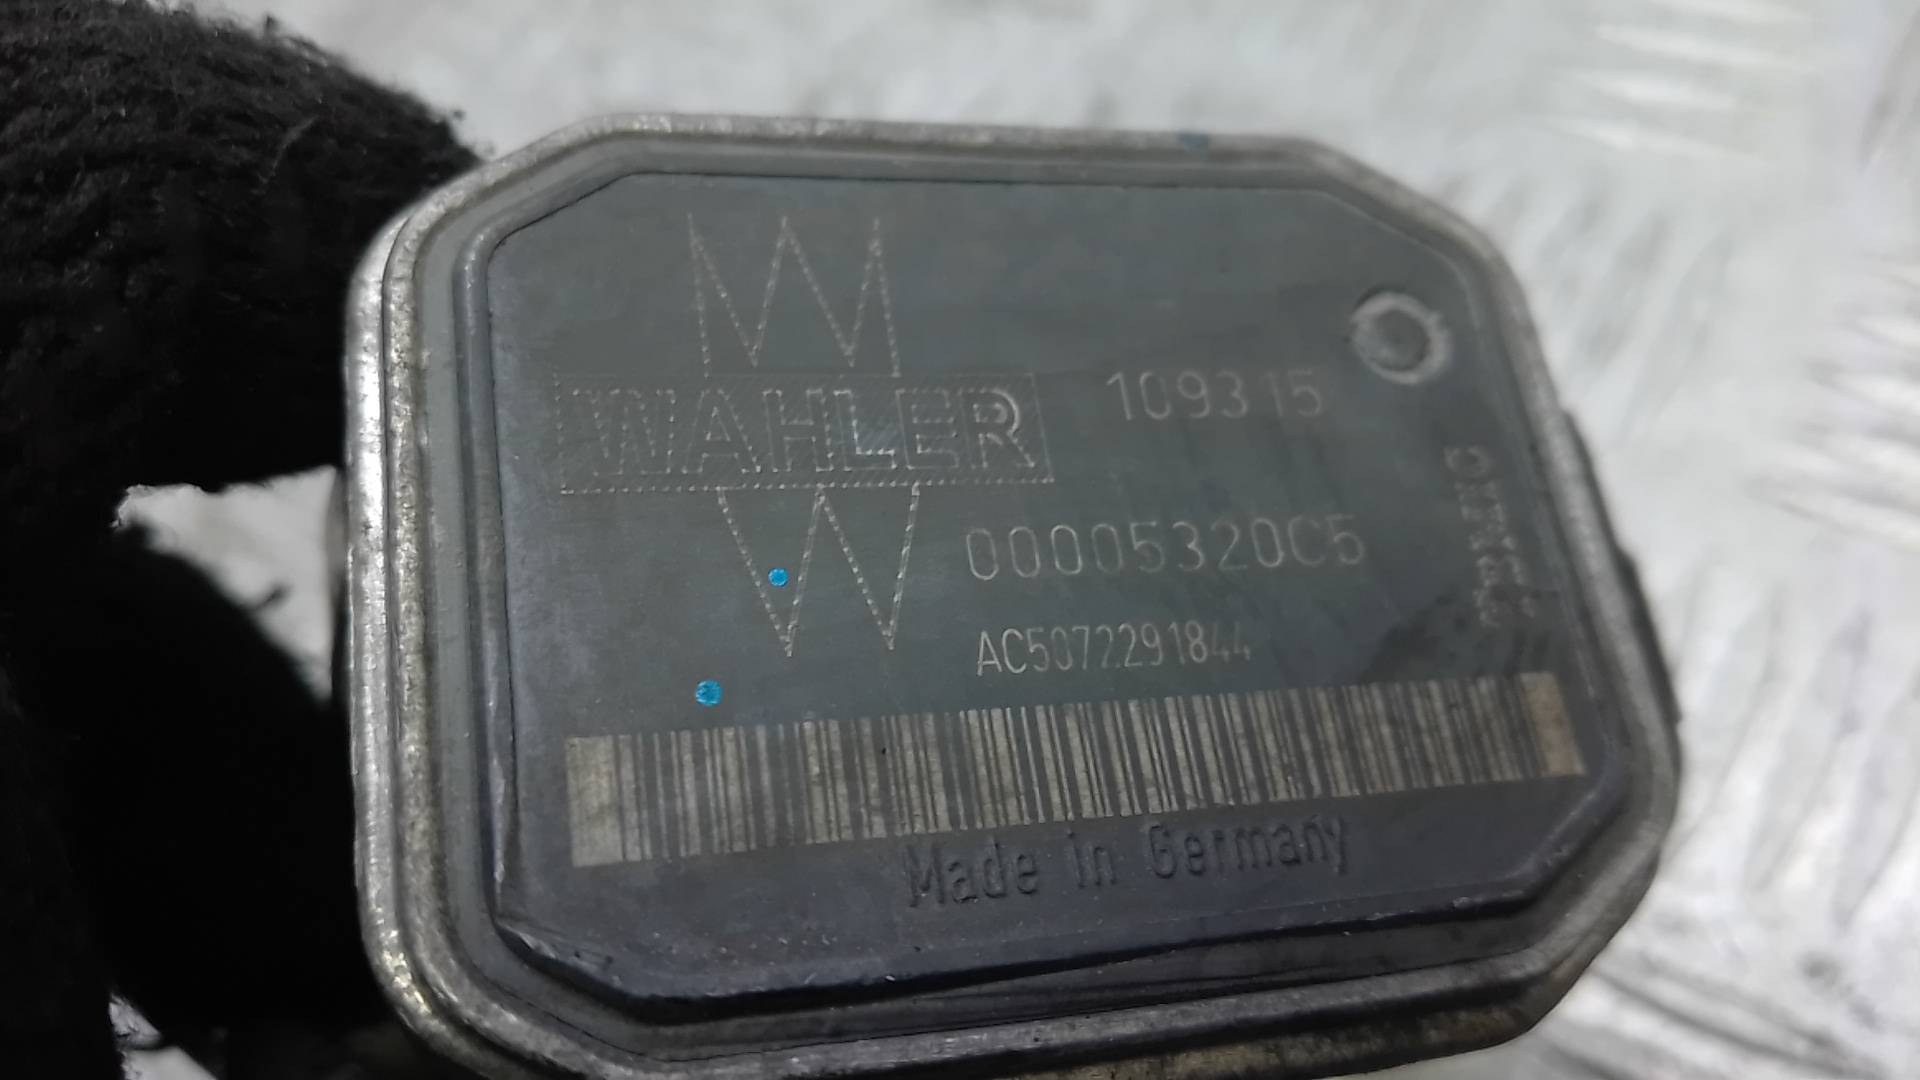 WAHLER
109315
00005320C5
AC5072291844
Made in Germany